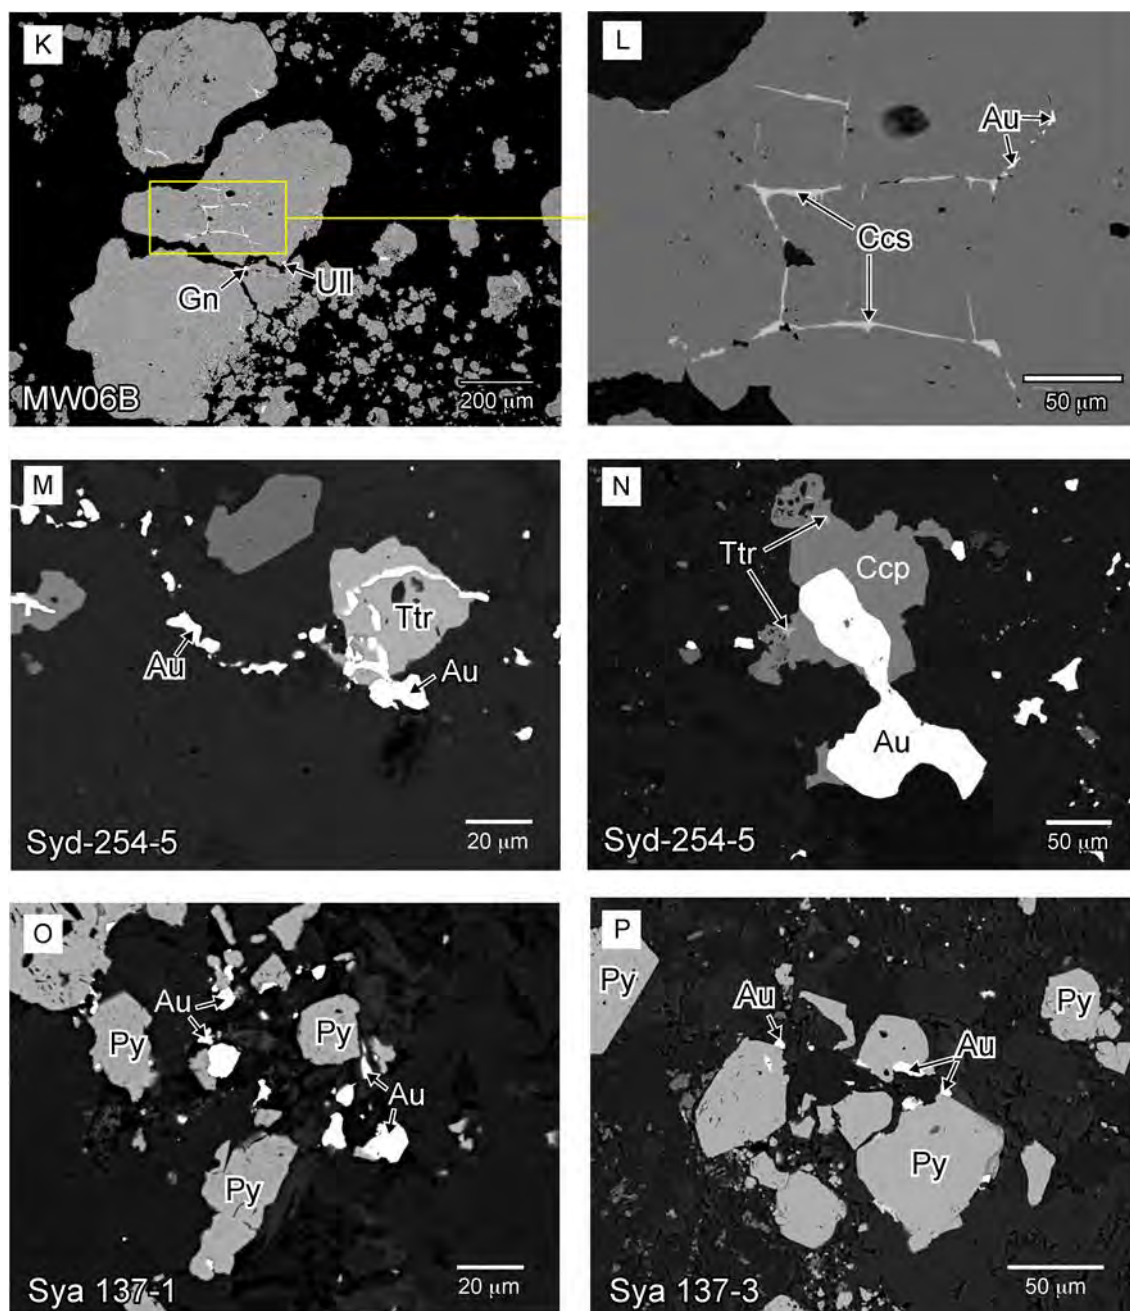 K
Gn
Ull
MW06B
200 μm
L
Au
Ccs
50 μm
M
Ttr
Au
Au
Syd-254-5
20 μm
N
Ttr
Ccp
Au
Syd-254-5
50 μm
O
Au
Py
Py
Au
Py
Sya 137-1
20 μm
P
Py
Au
Py
Au
Py
Sya 137-3
50 μm